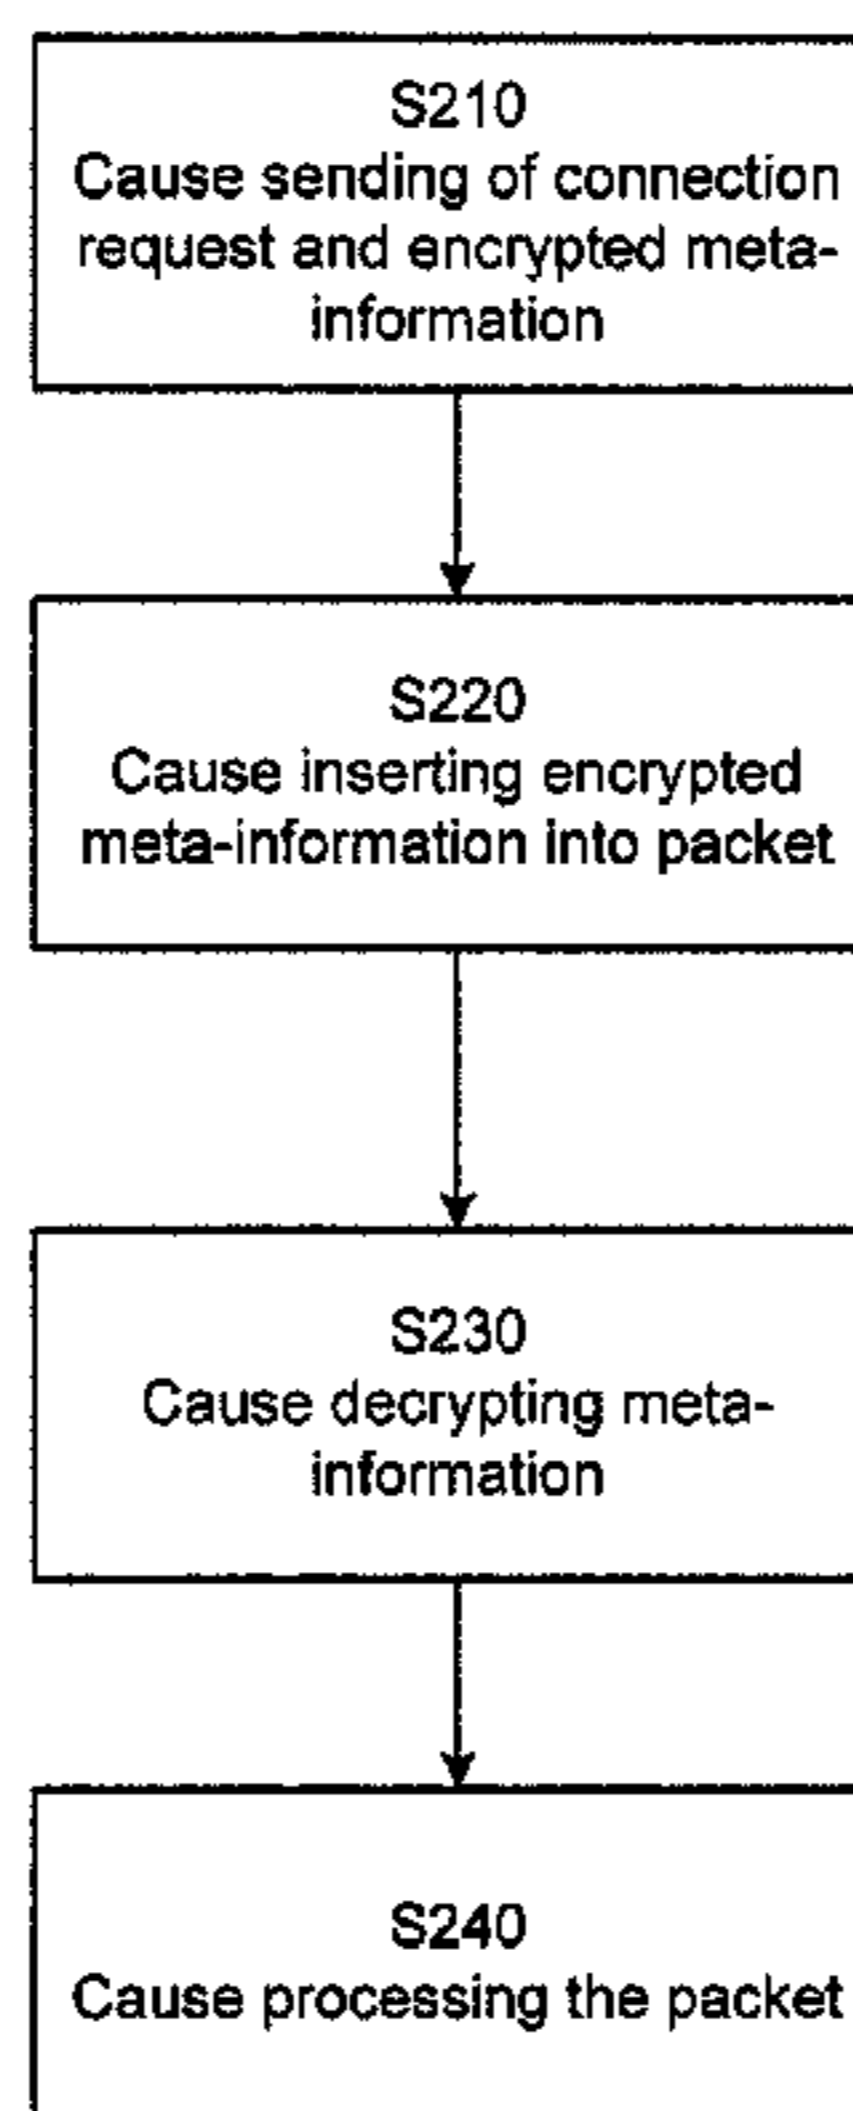 S210
Cause sending of connection
request and encrypted meta-
information
S220
Cause inserting encrypted
meta-information into packet
S230
Cause decrypting meta-
information
S240
Cause processing the packet